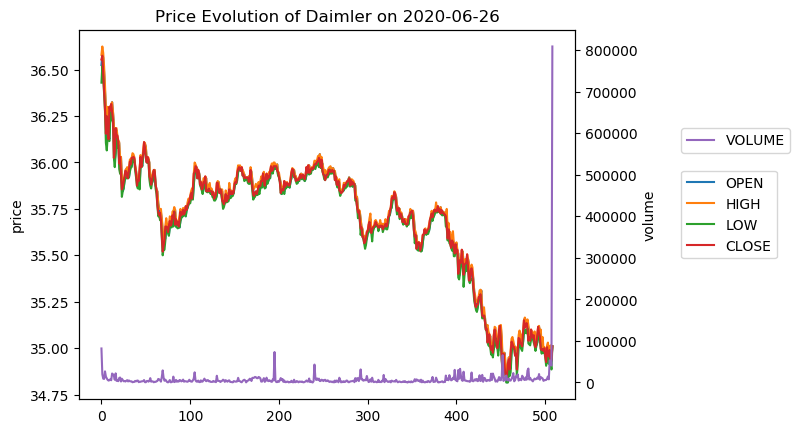 Price Evolution of Daimler on 2020-06-26
36.50
36.25
36.00
35.75
35.50
35.25
35.00
34.75
price
0
100
200
300
400
500
800000
700000
600000
500000
400000
300000
200000
100000
0
volume
VOLUME
OPEN
HIGH
LOW
CLOSE